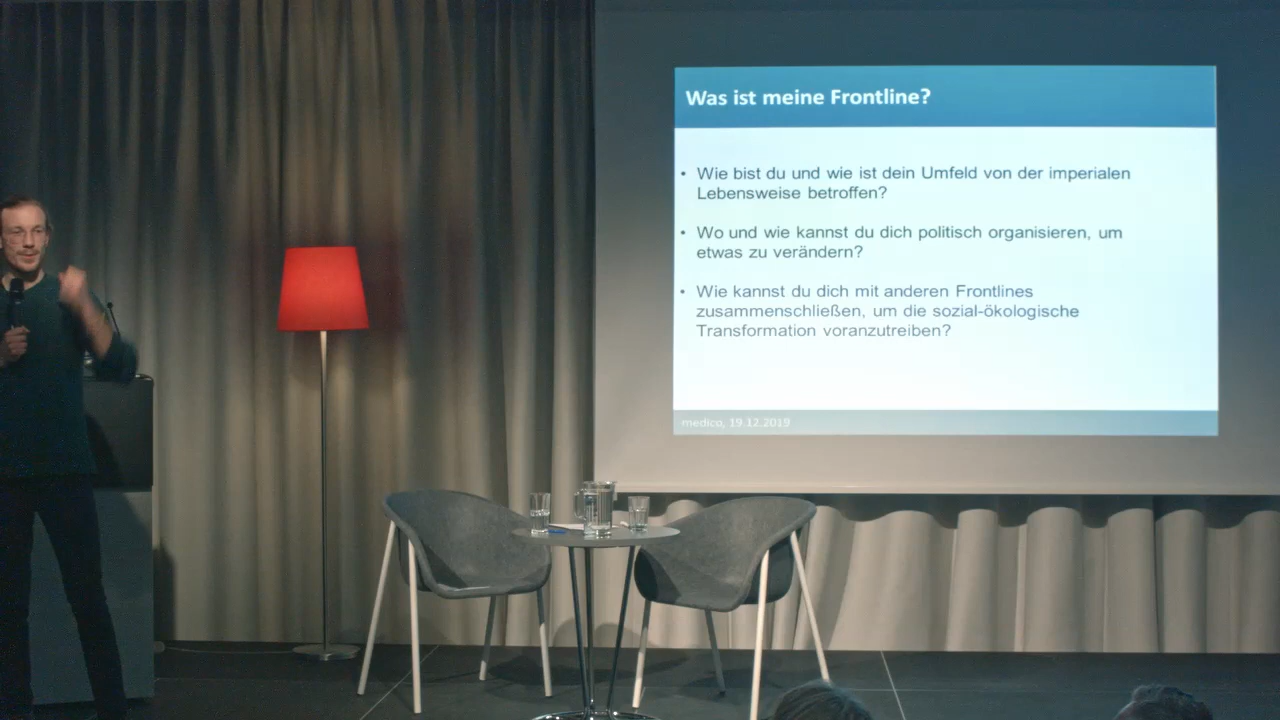 Was ist meine Frontline?
• Wie bist du und wie ist dein Umfeld von der imperialen
Lebensweise betroffen?
• Wo und wie kannst du dich politisch organisieren, um
etwas zu verändern?
• Wie kannst du dich mit anderen Frontlines
zusammenschließen, um die sozial-ökologische
Transformation voranzutreiben?
medico, 19.12.2019